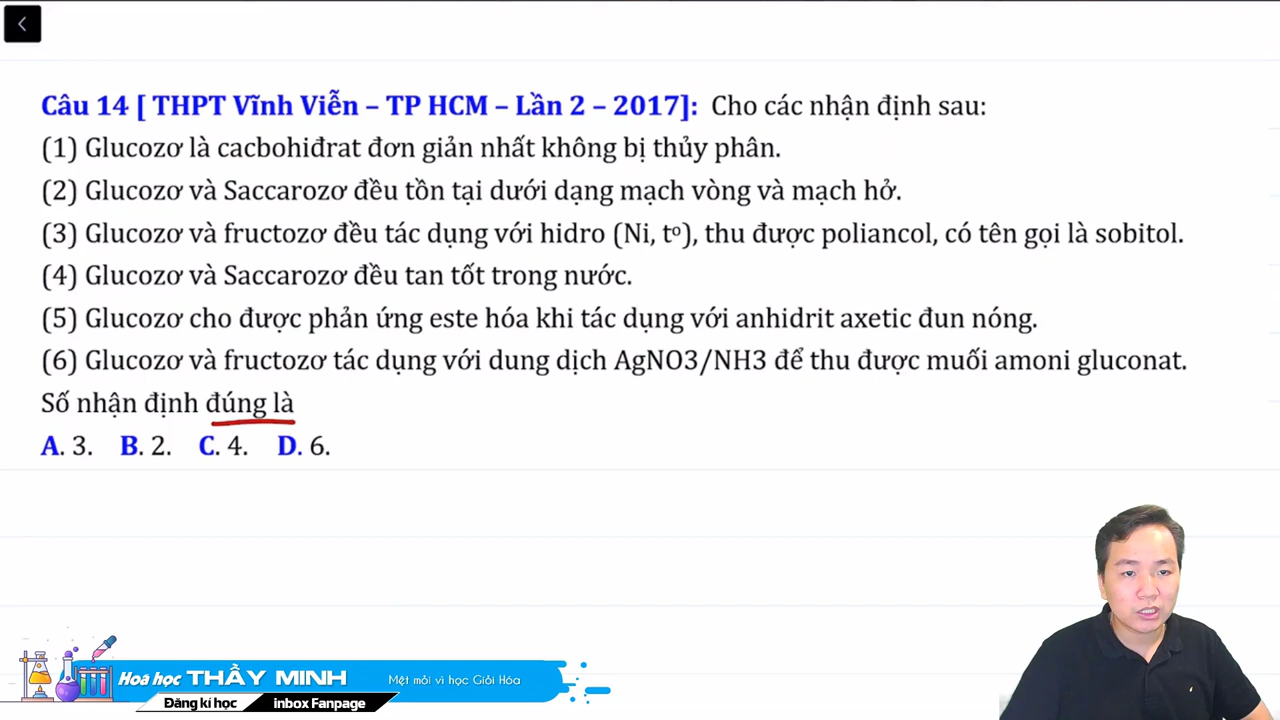 Câu 14 [ THPT Vĩnh Viễn – TP HCM – Lần 2 – 2017]: Cho các nhận định sau:
(1) Glucozơ là cacbohiđrat đơn giản nhất không bị thủy phân.
(2) Glucozơ và Saccarozơ đều tồn tại dưới dạng mạch vòng và mạch hở.
(3) Glucozơ và fructozơ đều tác dụng với hidro (Ni, tº), thu được poliancol, có tên gọi là sobitol.
(4) Glucozơ và Saccarozơ đều tan tốt trong nước.
(5) Glucozơ cho được phản ứng este hóa khi tác dụng với anhidrit axetic đun nóng.
(6) Glucozơ và fructozơ tác dụng với dung dịch AgNO3/NH3 để thu được muối amoni gluconat.
Số nhận định đúng là
A. 3. B. 2. C. 4. D. 6.
Hoá học THẦY MINH
Mệt mỏi vì học Giỏi Hóa
Đăng kí học inbox Fanpage